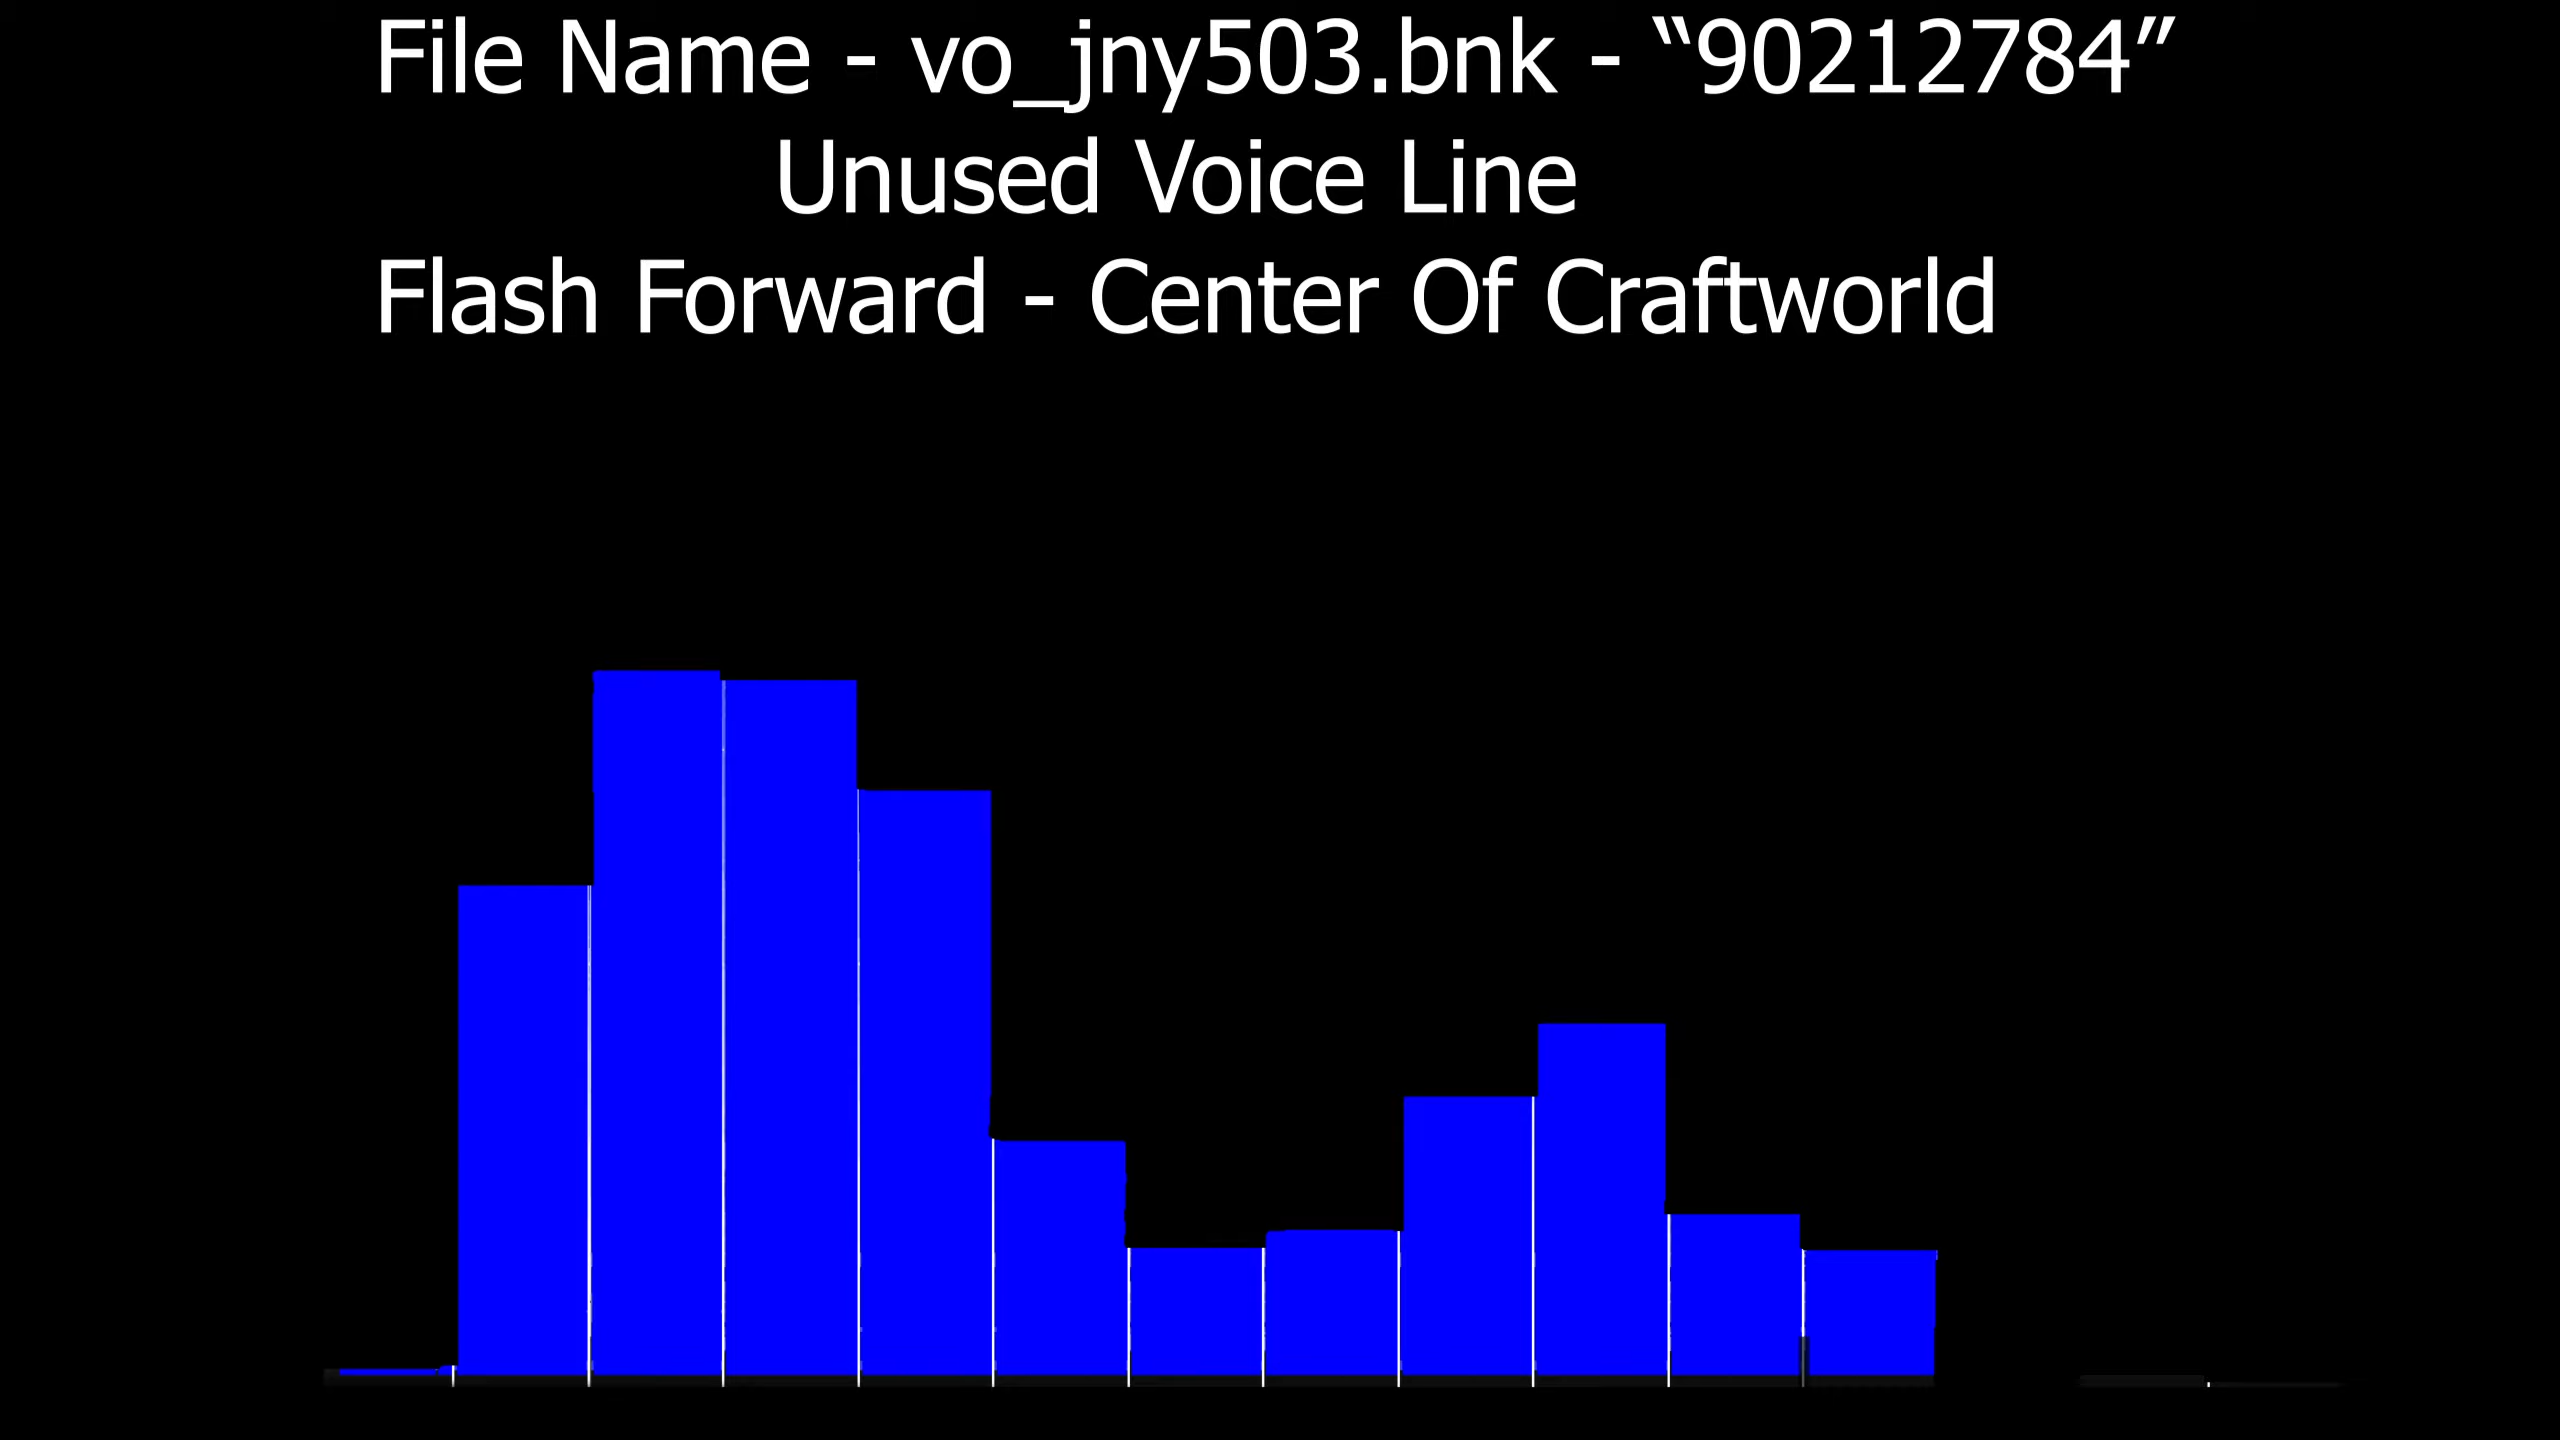 File Name - vo_jny503.bnk - “90212784”
Unused Voice Line
Flash Forward - Center Of Craftworld